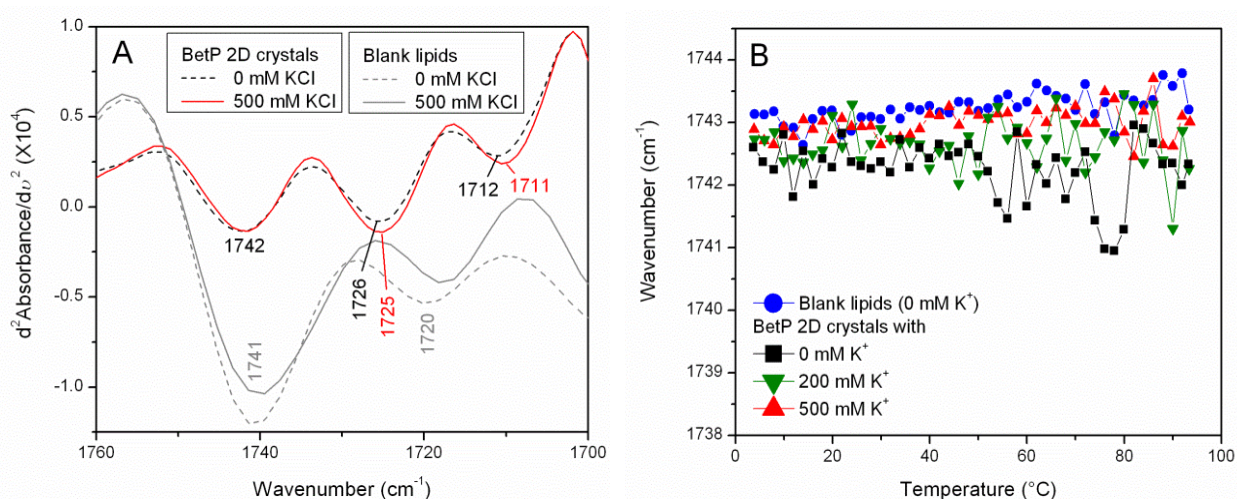 A
BetP 2D crystals
0 mM KCl
500 mM KCl
Blank lipids
0 mM KCl
500 mM KCl
d²Absorbance/dν² (X10⁴)
1.0
0.5
0.0
-0.5
-1.0
1742
1726
1725
1712
1711
1741
1720
1760
1740
1720
1700
Wavenumber (cm⁻¹)
B
Wavenumber (cm⁻¹)
1744
1743
1742
1741
1740
1739
1738
Blank lipids (0 mM K⁺)
BetP 2D crystals with
0 mM K⁺
200 mM K⁺
500 mM K⁺
0
20
40
60
80
100
Temperature (°C)